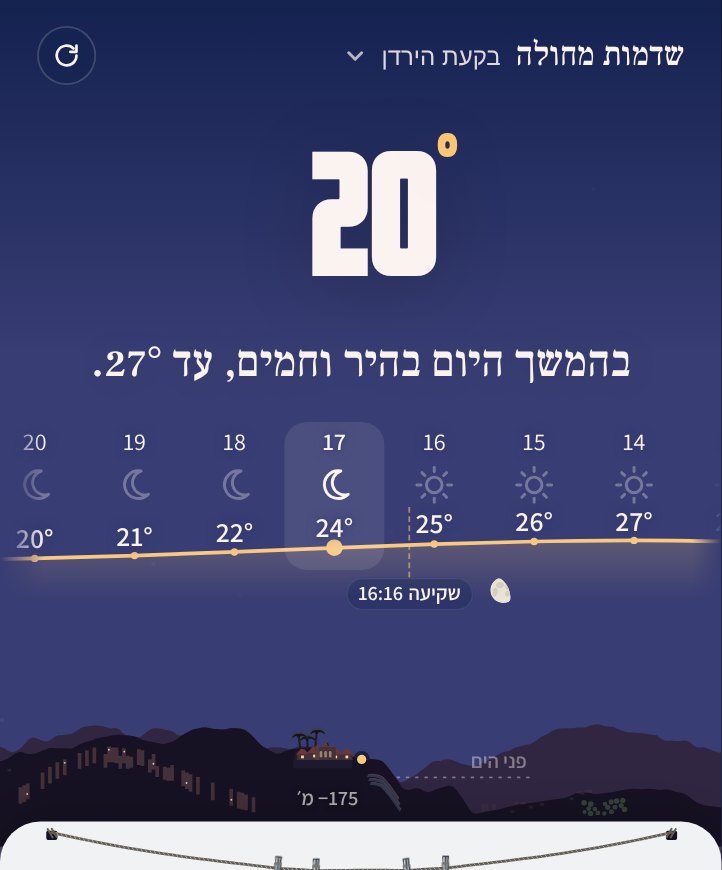 שדמות מחולה בקעת הירדן
20°
בהמשך היום בהיר וחמים, עד 27°.
14 15 16 17 18 19 20
27° 26° 25° 24° 22° 21° 20°
שקיעה 16:16
פני הים
−175 מ׳